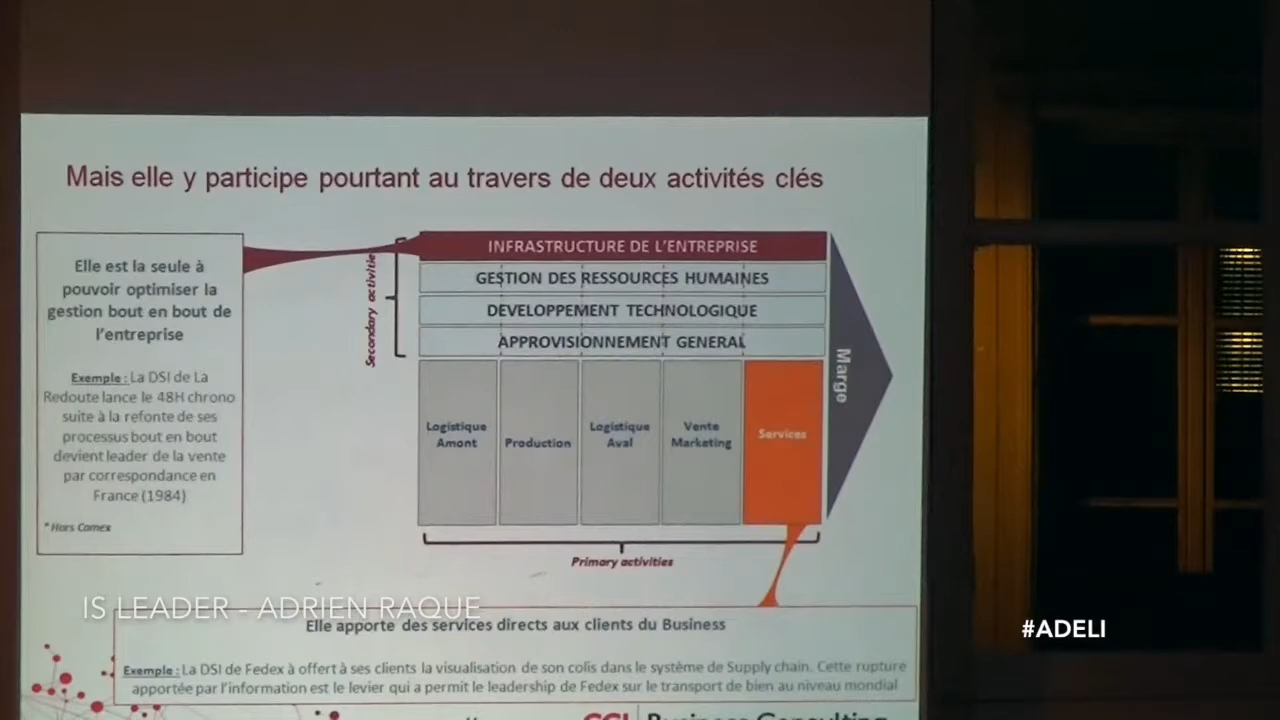 Mais elle y participe pourtant au travers de deux activités clés
Elle est la seule à
pouvoir optimiser la
gestion bout en bout de
l'entreprise
Exemple : La DSI de La
Redoute lance le 48H chrono
suite à la refonte de ses
processus bout en bout
devient leader de la vente
par correspondance en
France (1984)
* Hors Comex
Secondary activitie
INFRASTRUCTURE DE L'ENTREPRISE
GESTION DES RESSOURCES HUMAINES
DEVELOPPEMENT TECHNOLOGIQUE
APPROVISIONNEMENT GENERAL
Logistique
Amont
Production
Logistique
Aval
Vente
Marketing
Services
Marge
Primary activities
IS LEADER - ADRIEN RAQUE
#ADELI
Elle apporte des services directs aux clients du Business
Exemple : La DSI de Fedex à offert à ses clients la visualisation de son colis dans le système de Supply chain. Cette rupture
apportée par l'information est le levier qui a permit le leadership de Fedex sur le transport de bien au niveau mondial
Business Consulting